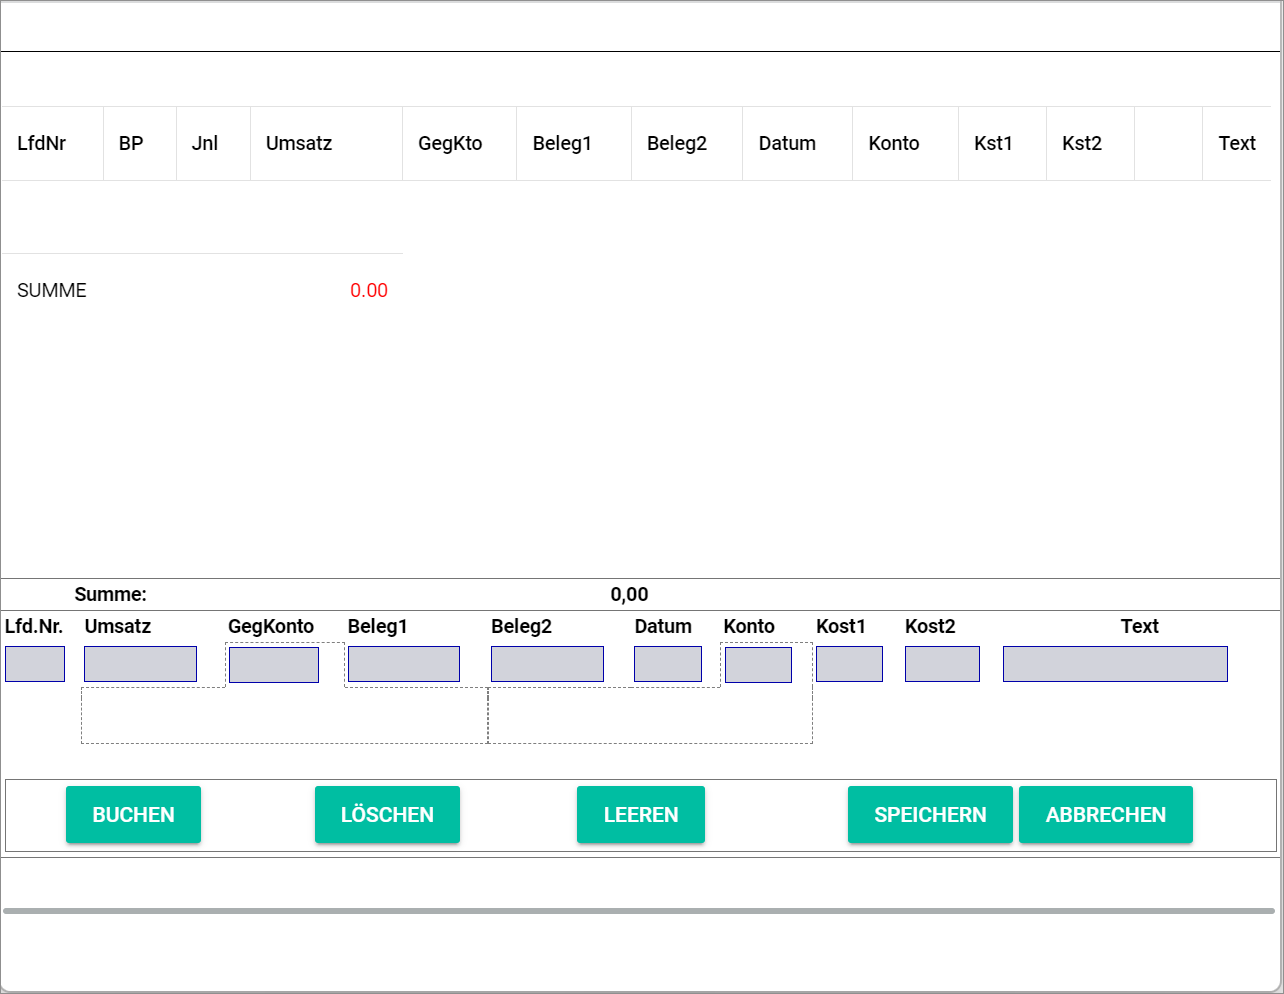 LfdNr BP Jnl Umsatz GegKto Beleg1 Beleg2 Datum Konto Kst1 Kst2 Text
SUMME 0.00
Summe: 0,00
Lfd.Nr. Umsatz GegKonto Beleg1 Beleg2 Datum Konto Kost1 Kost2 Text
BUCHEN LÖSCHEN LEEREN SPEICHERN ABBRECHEN